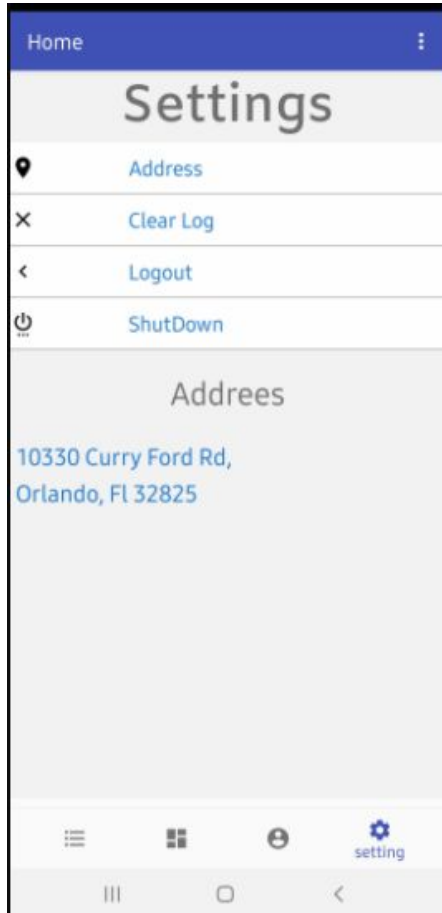 Home
Settings
Address
Clear Log
Logout
ShutDown
Addrees
10330 Curry Ford Rd,
Orlando, Fl 32825
setting